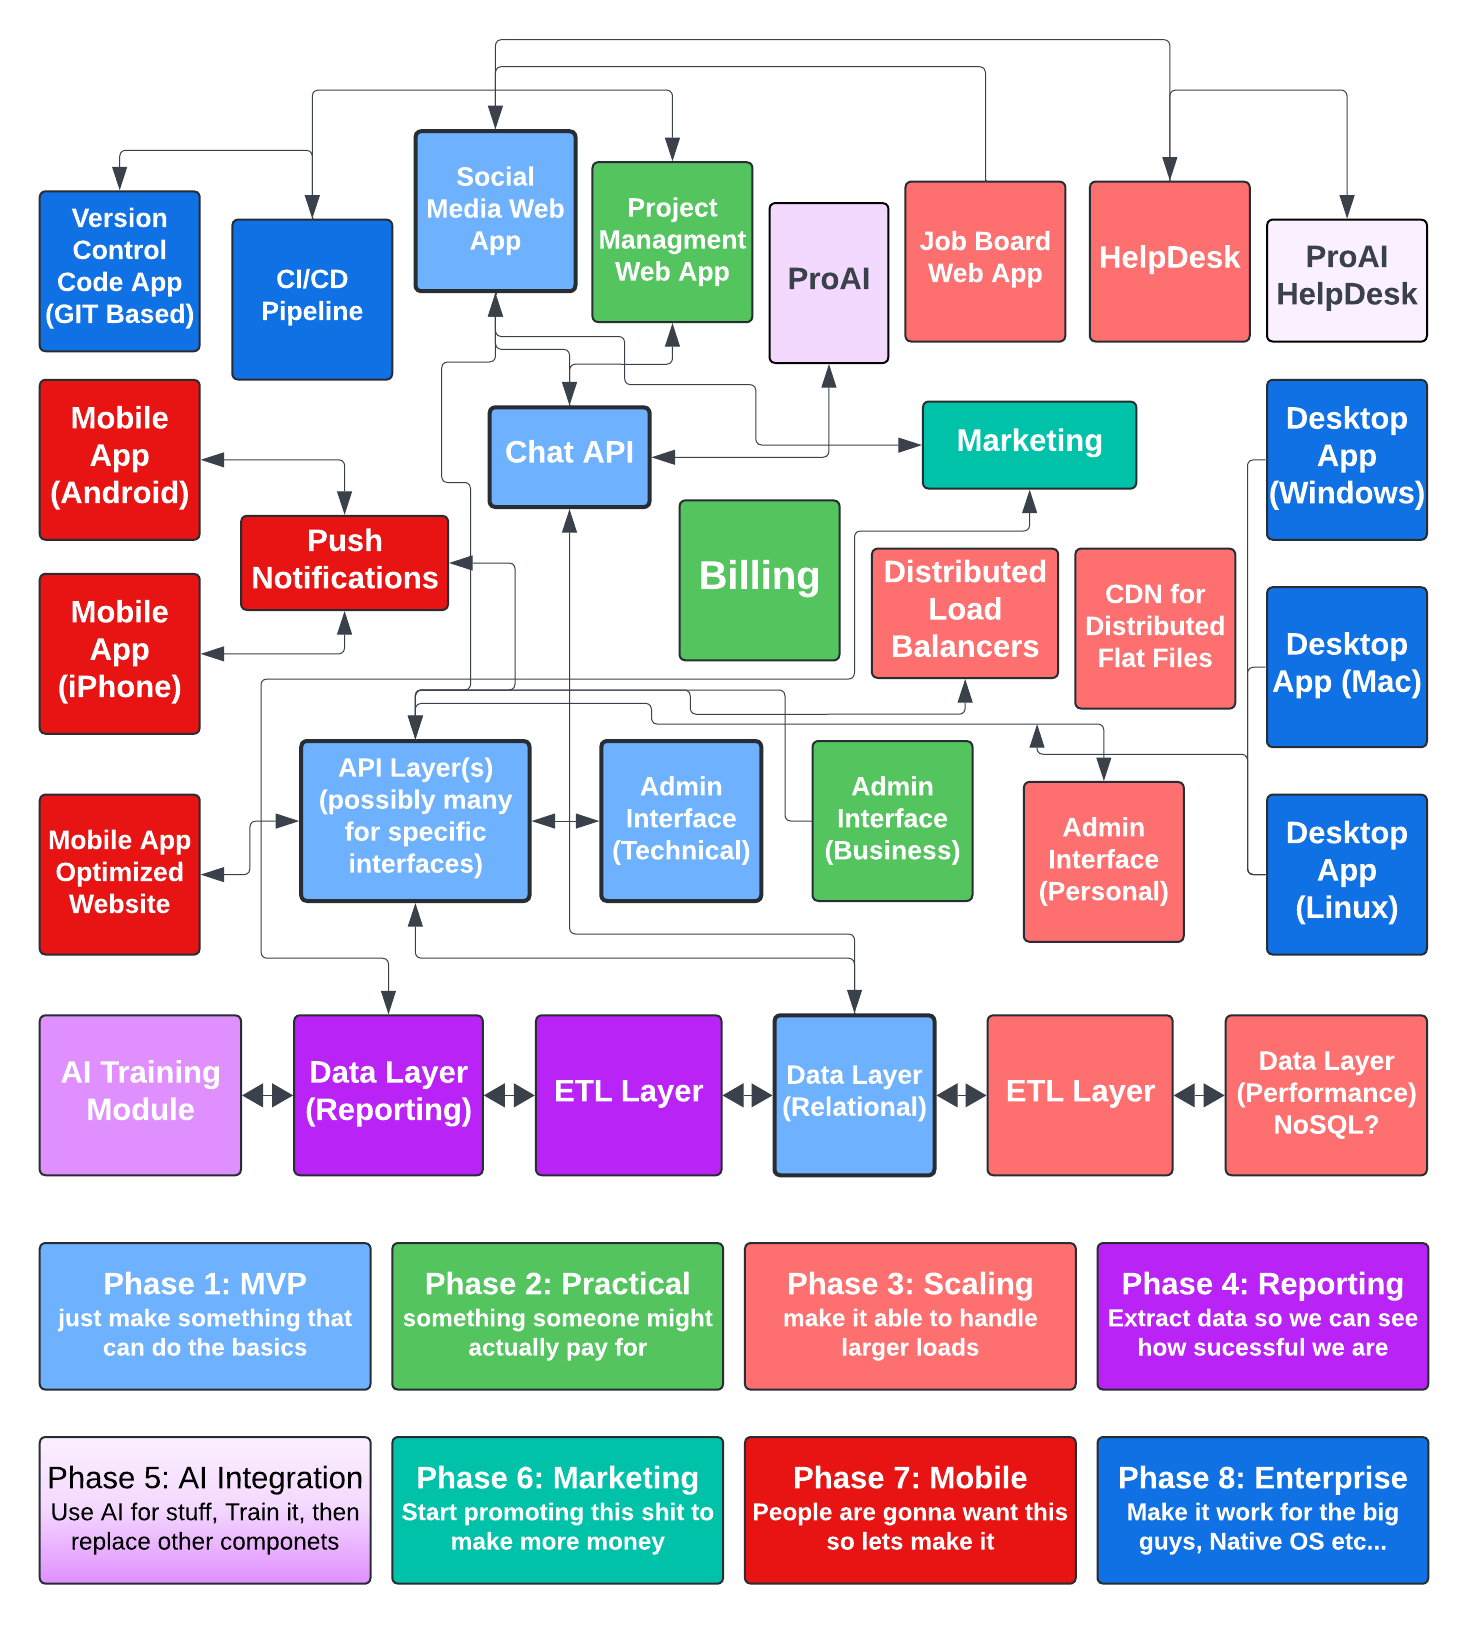 Social
Media Web
App
Project
Managment
Web App
Version
Control
Code App
(GIT Based)
CI/CD
Pipeline
ProAI
Job Board
Web App
HelpDesk
ProAI
HelpDesk
Mobile
App
(Android)
Chat API
Marketing
Desktop
App
(Windows)
Push
Notifications
Billing
Distributed
Load
Balancers
CDN for
Distributed
Flat Files
Mobile
App
(iPhone)
Desktop
App (Mac)
Mobile App
Optimized
Website
API Layer(s)
(possibly many
for specific
interfaces)
Admin
Interface
(Technical)
Admin
Interface
(Business)
Admin
Interface
(Personal)
Desktop
App
(Linux)
AI Training
Module
Data Layer
(Reporting)
ETL Layer
Data Layer
(Relational)
ETL Layer
Data Layer
(Performance)
NoSQL?
Phase 1: MVP
just make something that
can do the basics
Phase 2: Practical
something someone might
actually pay for
Phase 3: Scaling
make it able to handle
larger loads
Phase 4: Reporting
Extract data so we can see
how sucessful we are
Phase 5: AI Integration
Use AI for stuff, Train it, then
replace other componets
Phase 6: Marketing
Start promoting this shit to
make more money
Phase 7: Mobile
People are gonna want this
so lets make it
Phase 8: Enterprise
Make it work for the big
guys, Native OS etc...